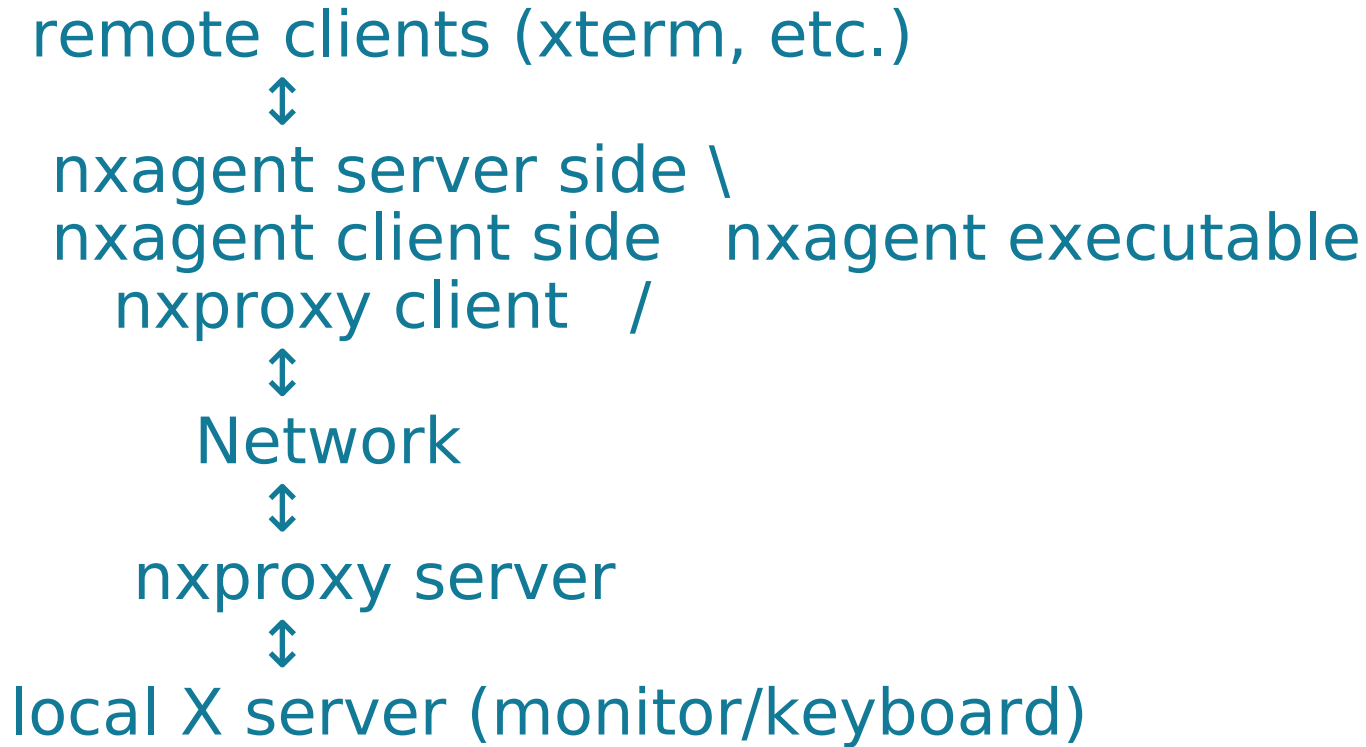 remote clients (xterm, etc.)
↕
nxagent server side \
nxagent client side   nxagent executable
nxproxy client   /
↕
Network
↕
nxproxy server
↕
local X server (monitor/keyboard)